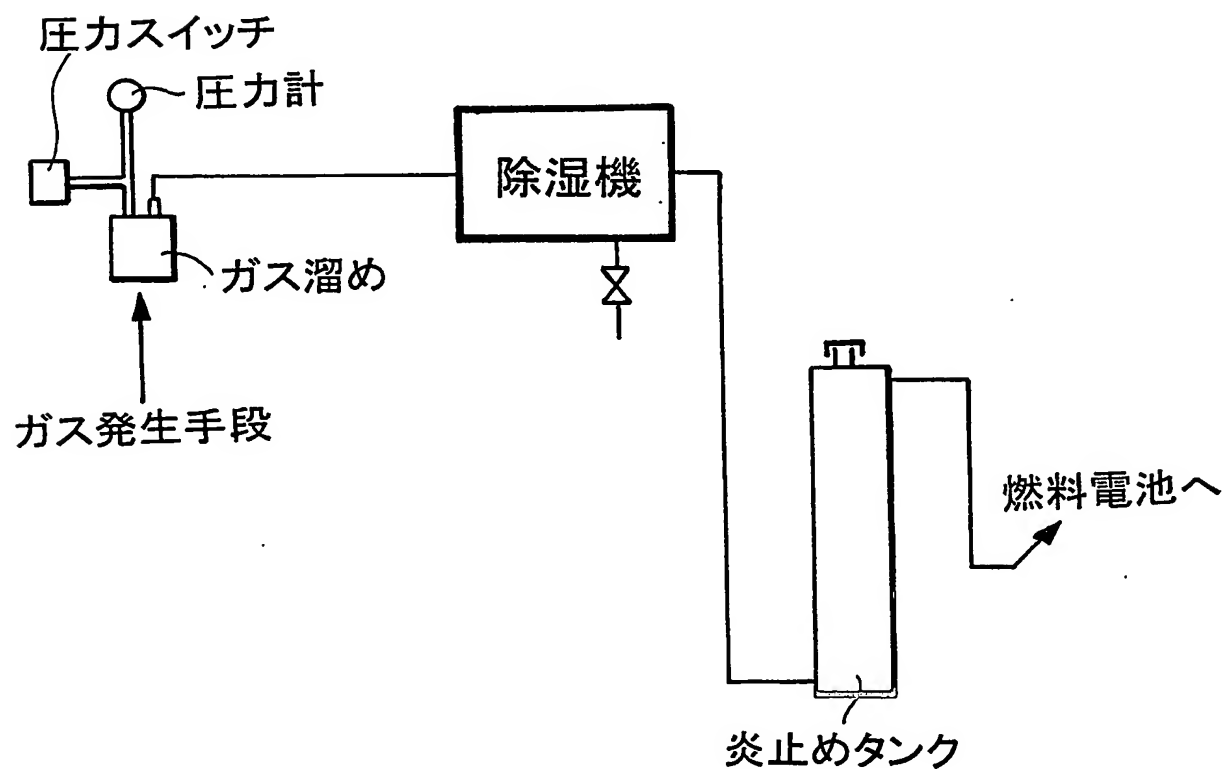 圧力スイッチ
圧力計
除湿機
ガス溜め
ガス発生手段
燃料電池へ
炎止めタンク